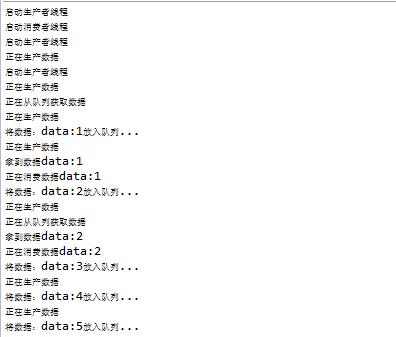 启动生产者线程
启动消费者线程
启动生产者线程
正在生产数据
启动生产者线程
正在生产数据
正在从队列获取数据
正在生产数据
将数据：data:1放入队列...
正在生产数据
拿到数据data:1
正在消费数据data:1
将数据：data:2放入队列...
正在生产数据
正在从队列获取数据
拿到数据data:2
正在消费数据data:2
将数据：data:3放入队列...
正在生产数据
将数据：data:4放入队列...
正在生产数据
将数据：data:5放入队列...